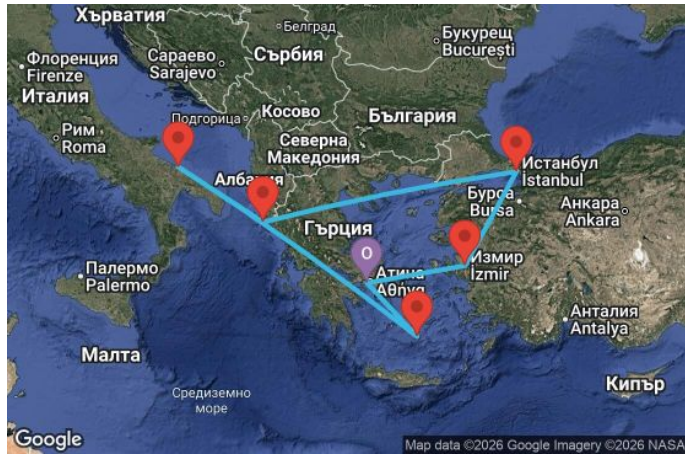 Хърватия
Белград
Букурещ
București
Флоренция
Firenze
Сараево
Sarajevo
Сърбия
Италия
Подгорица
Косово
България
Рим
Roma
Северна
Македония
Истанбул
İstanbul
Бурса
Bursa
Анкара
Ankara
Гърция
О
Измир
İzmir
Атина
Αθήνα
Палермо
Palermo
Анталия
Antalya
Малта
Средиземно
море
Кипър
Google
Map data ©2026 Google Imagery ©2026 NASA